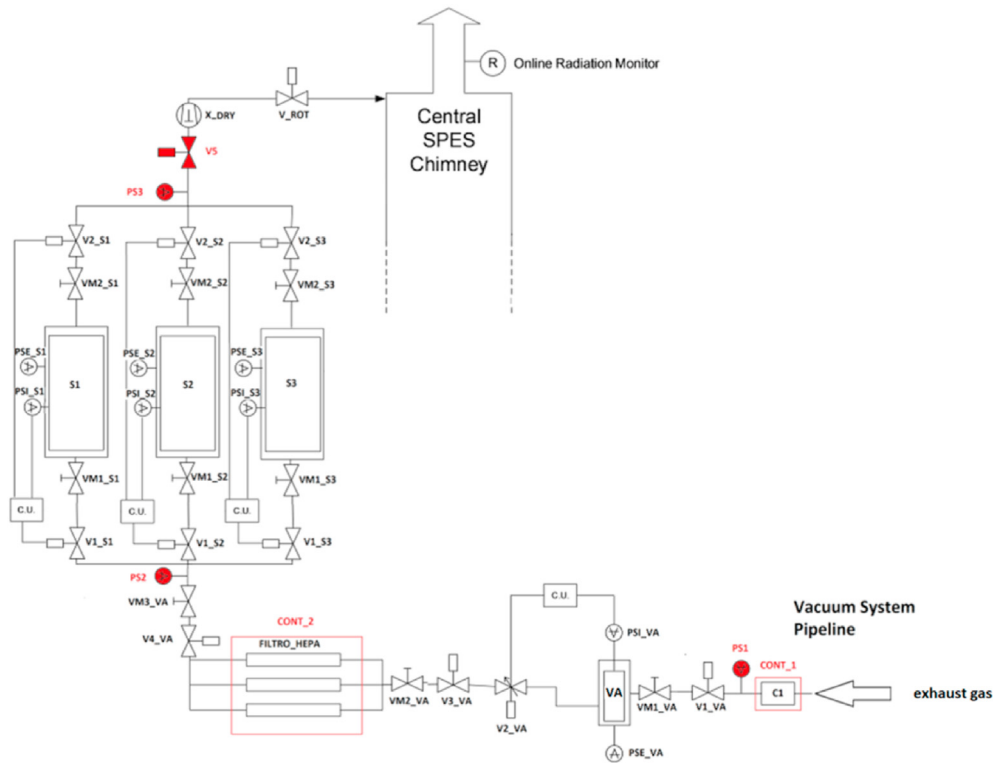 R
Online Radiation Monitor
Central
SPES
Chimney
X_DRY
V_ROT
V5
PS3
V2_S1
V2_S2
V2_S3
VM2_S1
VM2_S2
VM2_S3
PSE_S1
PSE_S2
PSE_S3
S1
S2
S3
PSI_S1
PSI_S2
PSI_S3
VM1_S1
VM1_S2
VM1_S3
C.U.
C.U.
C.U.
V1_S1
V1_S2
V1_S3
PS2
VM3_VA
V4_VA
CONT_2
FILTRO_HEPA
VM2_VA
V3_VA
V2_VA
C.U.
PSI_VA
VA
PSE_VA
VM1_VA
V1_VA
PS1
CONT_1
C1
Vacuum System
Pipeline
exhaust gas